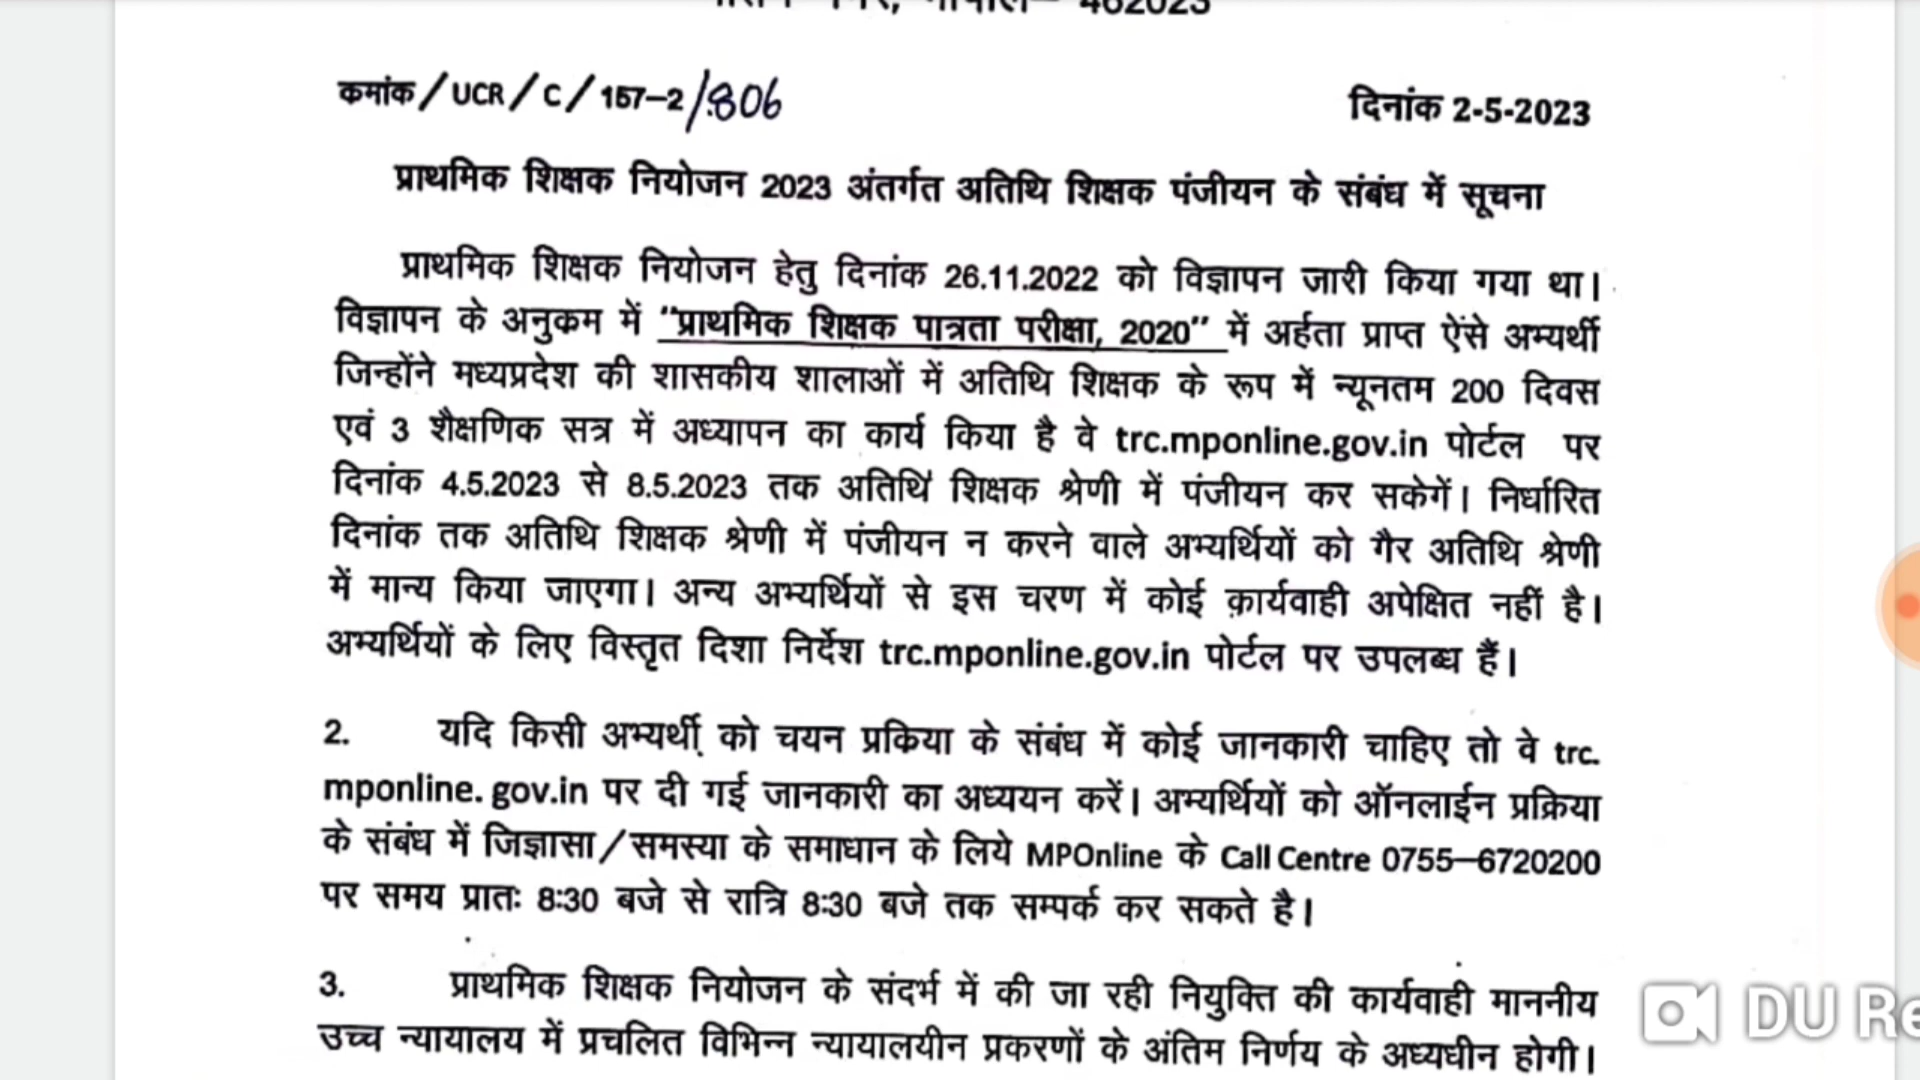 462023
कमांक/UCR/C/157–2/806
दिनांक 2-5-2023
प्राथमिक शिक्षक नियोजन 2023 अंतर्गत अतिथि शिक्षक पंजीयन के संबंध में सूचना
प्राथमिक शिक्षक नियोजन हेतु दिनांक 26.11.2022 को विज्ञापन जारी किया गया था।
विज्ञापन के अनुकम में "प्राथमिक शिक्षक पात्रता परीक्षा, 2020" में अर्हता प्राप्त ऐंसे अभ्यर्थी
जिन्होंने मध्यप्रदेश की शासकीय शालाओं में अतिथि शिक्षक के रूप में न्यूनतम 200 दिवस
एवं 3 शैक्षणिक सत्र में अध्यापन का कार्य किया है वे trc.mponline.gov.in पोर्टल पर
दिनांक 4.5.2023 से 8.5.2023 तक अतिथि शिक्षक श्रेणी में पंजीयन कर सकेगें। निर्धारित
दिनांक तक अतिथि शिक्षक श्रेणी में पंजीयन न करने वाले अभ्यर्थियों को गैर अतिथि श्रेणी
में मान्य किया जाएगा। अन्य अभ्यर्थियों से इस चरण में कोई क़ार्यवाही अपेक्षित नहीं है।
अभ्यर्थियों के लिए विस्तृत दिशा निर्देश trc.mponline.gov.in पोर्टल पर उपलब्ध हैं।
2. यदि किसी अभ्यर्थी को चयन प्रकिया के संबंध में कोई जानकारी चाहिए तो वे trc.
mponline. gov.in पर दी गई जानकारी का अध्ययन करें। अभ्यर्थियों को ऑनलाईन प्रक्रिया
के संबंध में जिज्ञासा/समस्या के समाधान के लिये MPOnline के Call Centre 0755–6720200
पर समय प्रातः 8:30 बजे से रात्रि 8:30 बजे तक सम्पर्क कर सकते है।
3. प्राथमिक शिक्षक नियोजन के संदर्भ में की जा रही नियुक्ति की कार्यवाही माननीय
उच्च न्यायालय में प्रचलित विभिन्न न्यायालयीन प्रकरणों के अंतिम निर्णय के अध्यधीन होगी।
DU Re